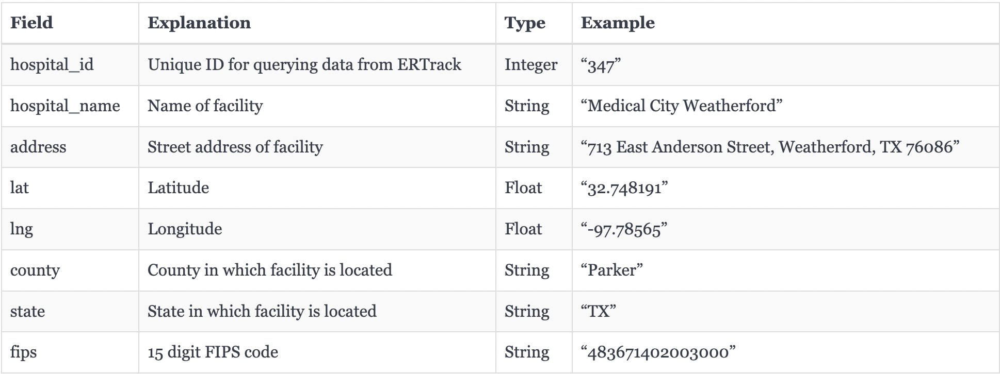 Field Explanation Type Example
hospital_id Unique ID for querying data from ERTrack Integer “347”
hospital_name Name of facility String “Medical City Weatherford”
address Street address of facility String “713 East Anderson Street, Weatherford, TX 76086”
lat Latitude Float “32.748191”
lng Longitude Float “-97.78565”
county County in which facility is located String “Parker”
state State in which facility is located String “TX”
fips 15 digit FIPS code String “483671402003000”